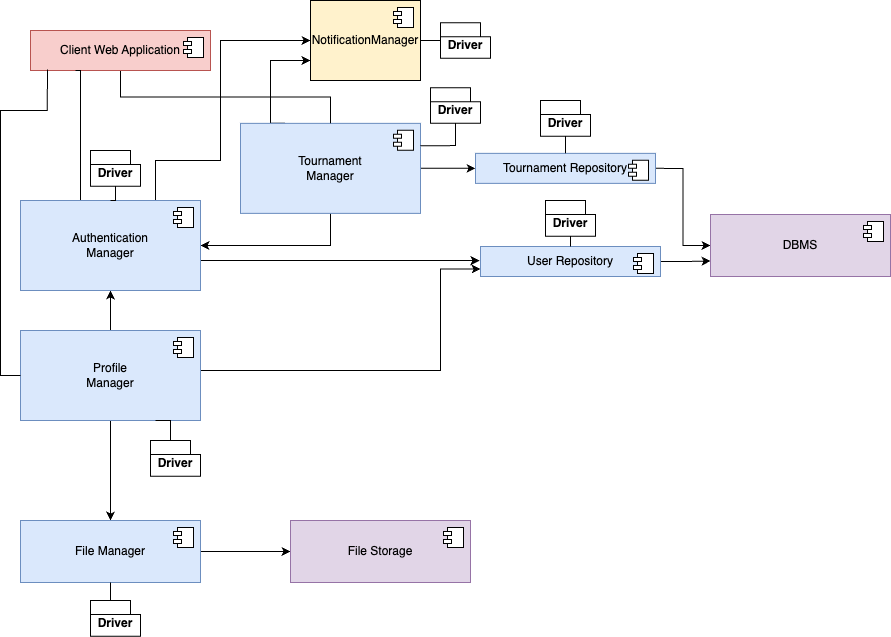 Client Web Application
NotificationManager
Driver
Driver
Driver
Tournament
Manager
Tournament Repository
Driver
Authentication
Manager
Driver
User Repository
DBMS
Profile
Manager
Driver
File Manager
File Storage
Driver